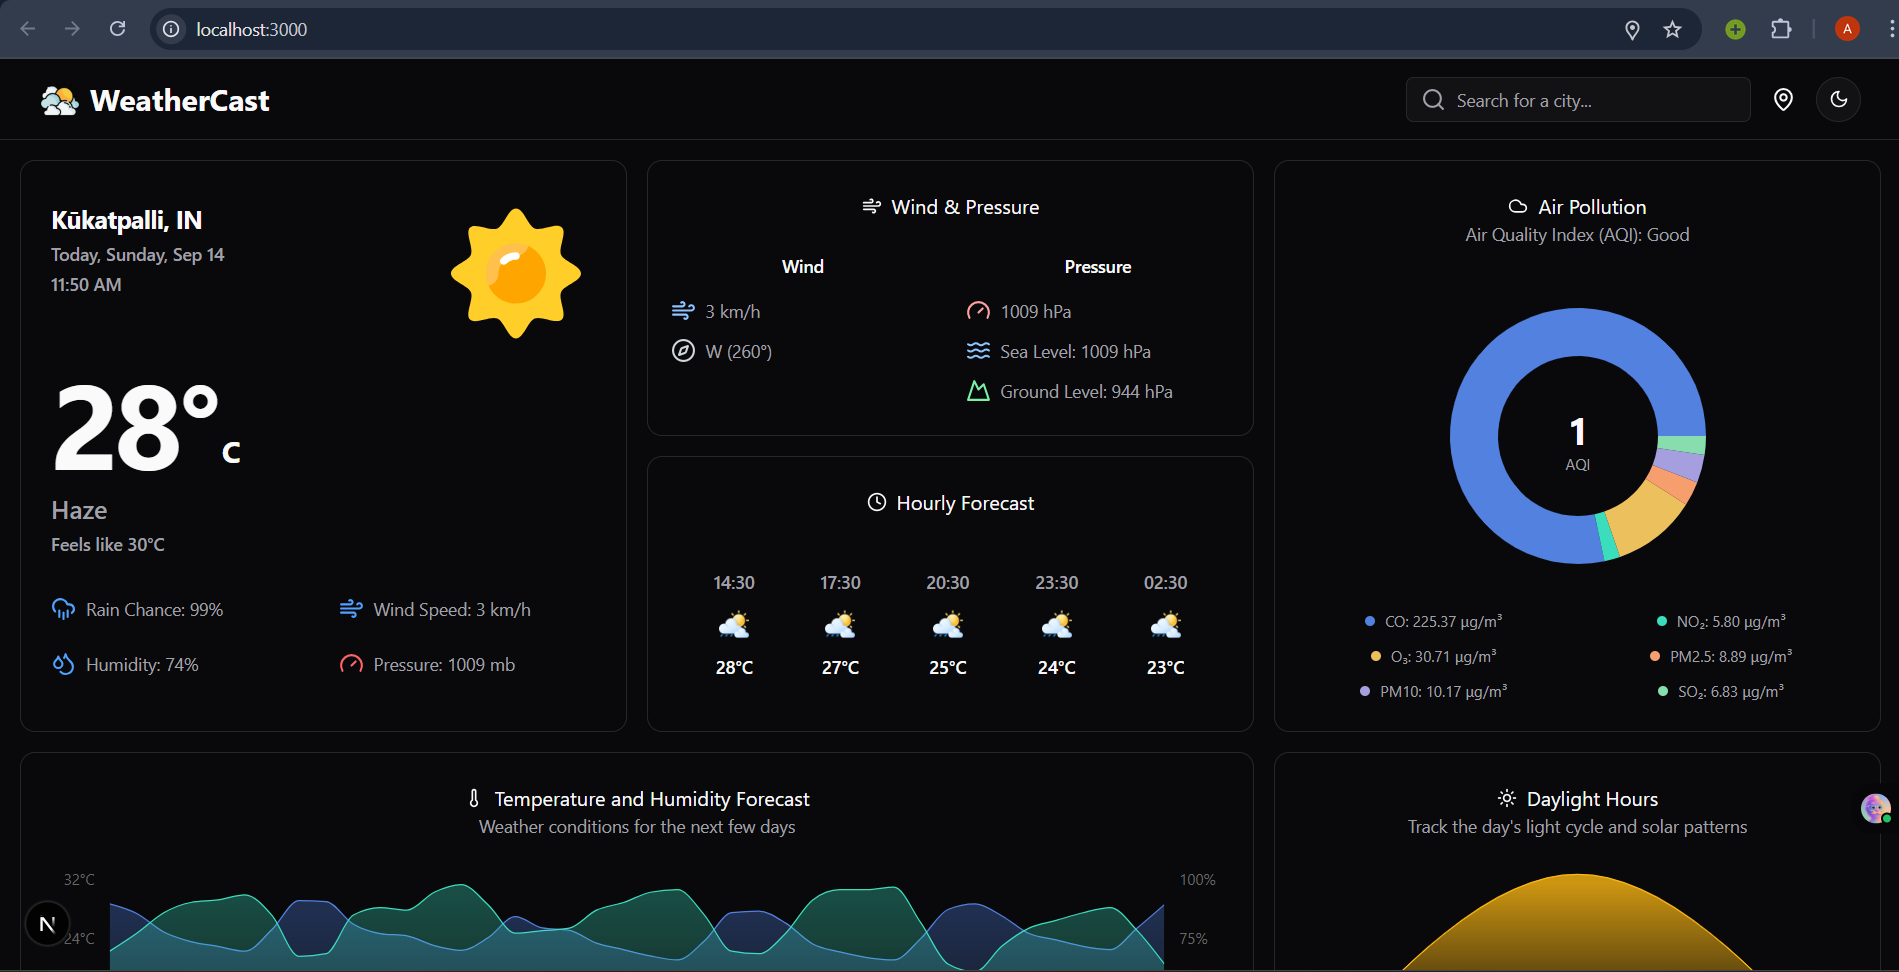 localhost:3000
A
WeatherCast
Search for a city...
Kūkatpalli, IN
Today, Sunday, Sep 14
11:50 AM
28° C
Haze
Feels like 30°C
Rain Chance: 99%
Wind Speed: 3 km/h
Humidity: 74%
Pressure: 1009 mb
Wind & Pressure
Wind
3 km/h
W (260°)
Pressure
1009 hPa
Sea Level: 1009 hPa
Ground Level: 944 hPa
Hourly Forecast
14:30 17:30 20:30 23:30 02:30
28°C 27°C 25°C 24°C 23°C
Air Pollution
Air Quality Index (AQI): Good
1
AQI
CO: 225.37 µg/m³
NO₂: 5.80 µg/m³
O₃: 30.71 µg/m³
PM2.5: 8.89 µg/m³
PM10: 10.17 µg/m³
SO₂: 6.83 µg/m³
Temperature and Humidity Forecast
Weather conditions for the next few days
32°C
100%
24°C
75%
N
Daylight Hours
Track the day's light cycle and solar patterns